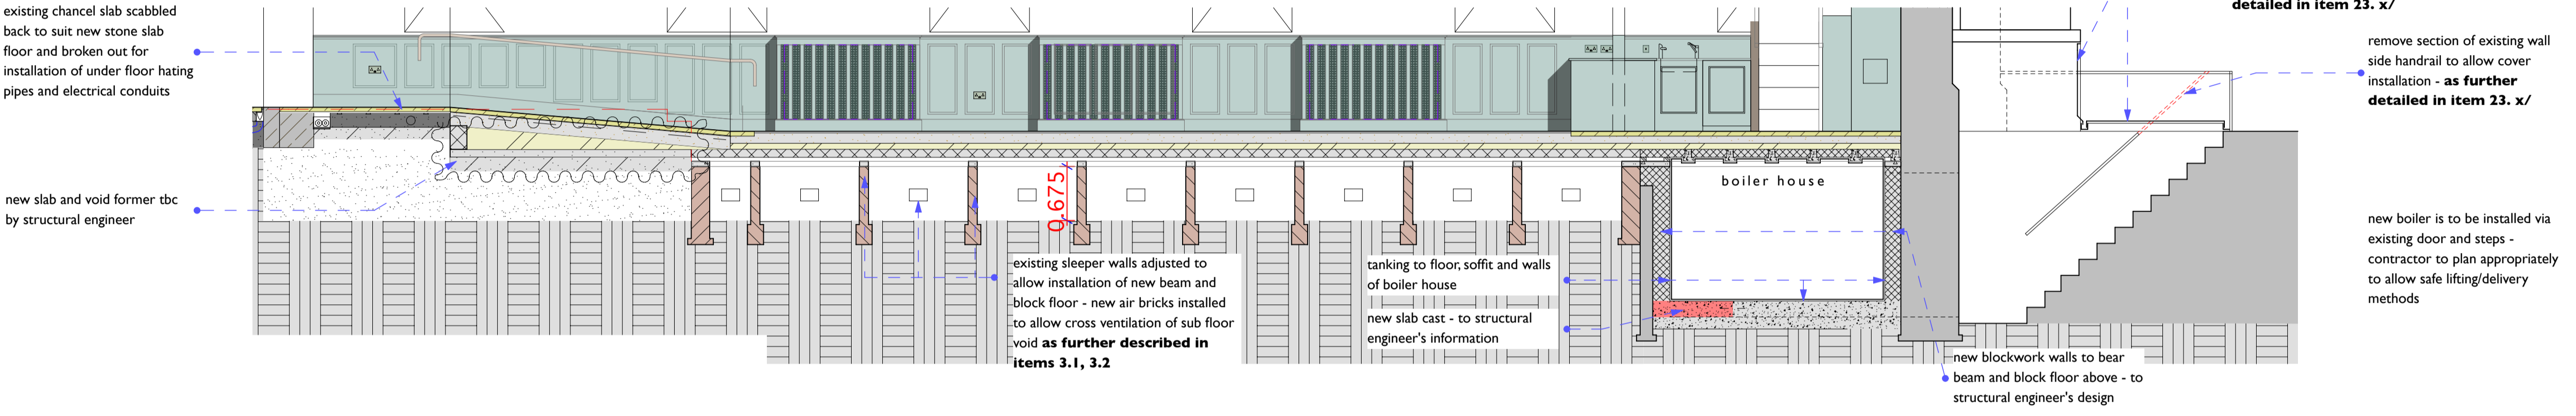 existing chancel slab scabbled
back to suit new stone slab
floor and broken out for
installation of under floor hating
pipes and electrical conduits
new slab and void former tbc
by structural engineer
0,675
existing sleeper walls adjusted to
allow installation of new beam and
block floor - new air bricks installed
to allow cross ventilation of sub floor
void as further described in
items 3.1, 3.2
tanking to floor, soffit and walls
of boiler house
new slab cast - to structural
engineer's information
boiler house
new blockwork walls to bear
beam and block floor above - to
structural engineer's design
detailed in item 23. x/
remove section of existing wall
side handrail to allow cover
installation - as further
detailed in item 23. x/
new boiler is to be installed via
existing door and steps -
contractor to plan appropriately
to allow safe lifting/delivery
methods